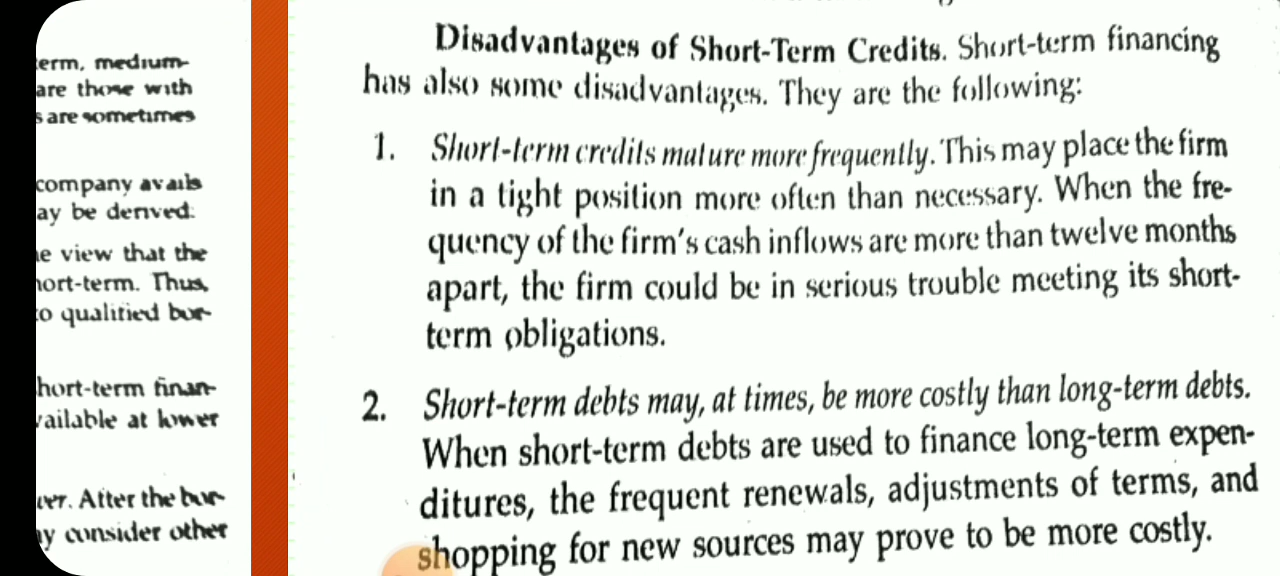 erm, medium-
are those with
s are sometimes
company avails
ay be derived:
e view that the
ort-term. Thus,
o qualified bor-
hort-term finan-
ailable at lower
er. After the bor-
y consider other
Disadvantages of Short-Term Credits. Short-term financing
has also some disadvantages. They are the following:
1. Short-term credits mature more frequently. This may place the firm
in a tight position more often than necessary. When the fre-
quency of the firm's cash inflows are more than twelve months
apart, the firm could be in serious trouble meeting its short-
term obligations.
2. Short-term debts may, at times, be more costly than long-term debts.
When short-term debts are used to finance long-term expen-
ditures, the frequent renewals, adjustments of terms, and
shopping for new sources may prove to be more costly.